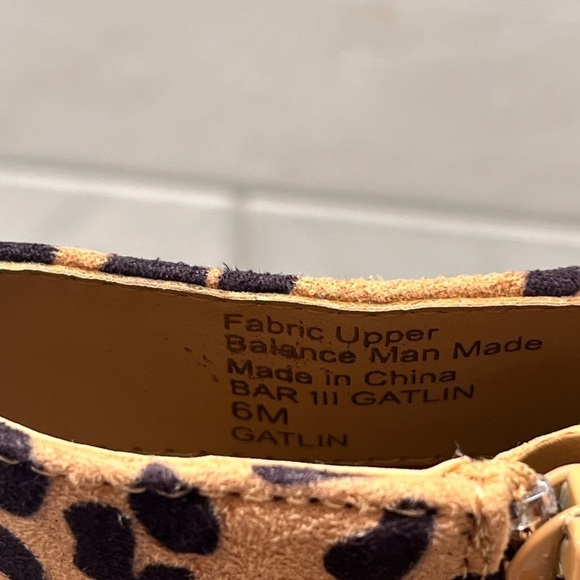 Fabric Upper
Balance Man Made
Made in China
BAR III GATLIN
6M
GATLIN